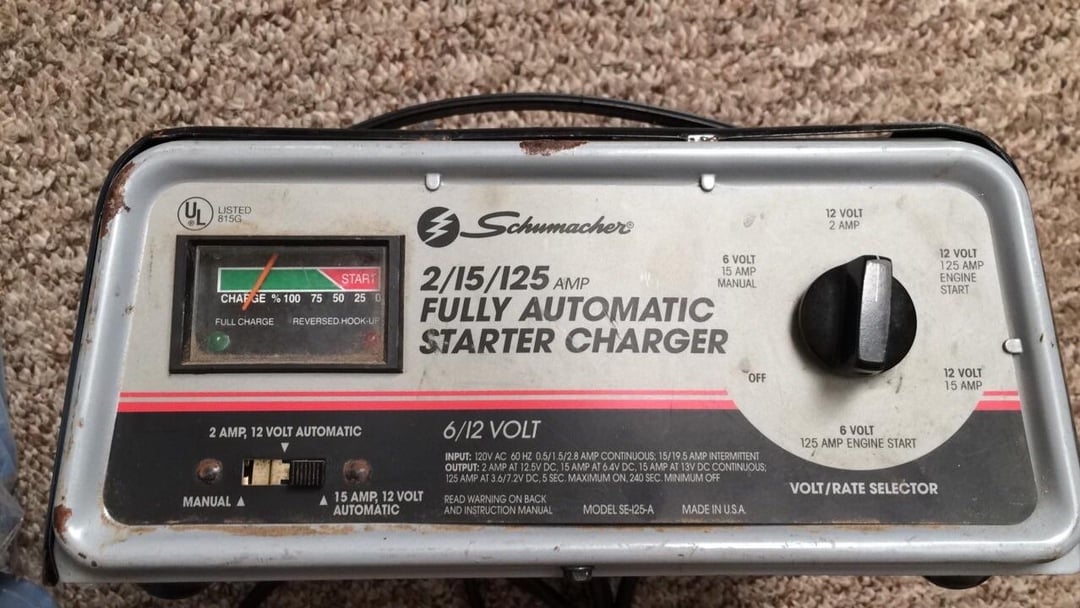 UL
LISTED
815G
Schumacher®
2/15/125 AMP
FULLY AUTOMATIC
STARTER CHARGER
START
CHARGE % 100 75 50 25 0
FULL CHARGE REVERSED HOOK-UP
12 VOLT
2 AMP
6 VOLT
15 AMP
MANUAL
12 VOLT
125 AMP
ENGINE
START
OFF
12 VOLT
15 AMP
6 VOLT
125 AMP ENGINE START
VOLT/RATE SELECTOR
2 AMP, 12 VOLT AUTOMATIC
MANUAL
15 AMP, 12 VOLT
AUTOMATIC
6/12 VOLT
INPUT: 120V AC 60 HZ 0.5/1.5/2.8 AMP CONTINUOUS; 15/19.5 AMP INTERMITTENT
OUTPUT: 2 AMP AT 12.5V DC, 15 AMP AT 6.4V DC, 15 AMP AT 13V DC CONTINUOUS;
125 AMP AT 3.6/7.2V DC, 5 SEC. MAXIMUM ON, 240 SEC. MINIMUM OFF
READ WARNING ON BACK
AND INSTRUCTION MANUAL
MODEL SE-125-A
MADE IN U.S.A.